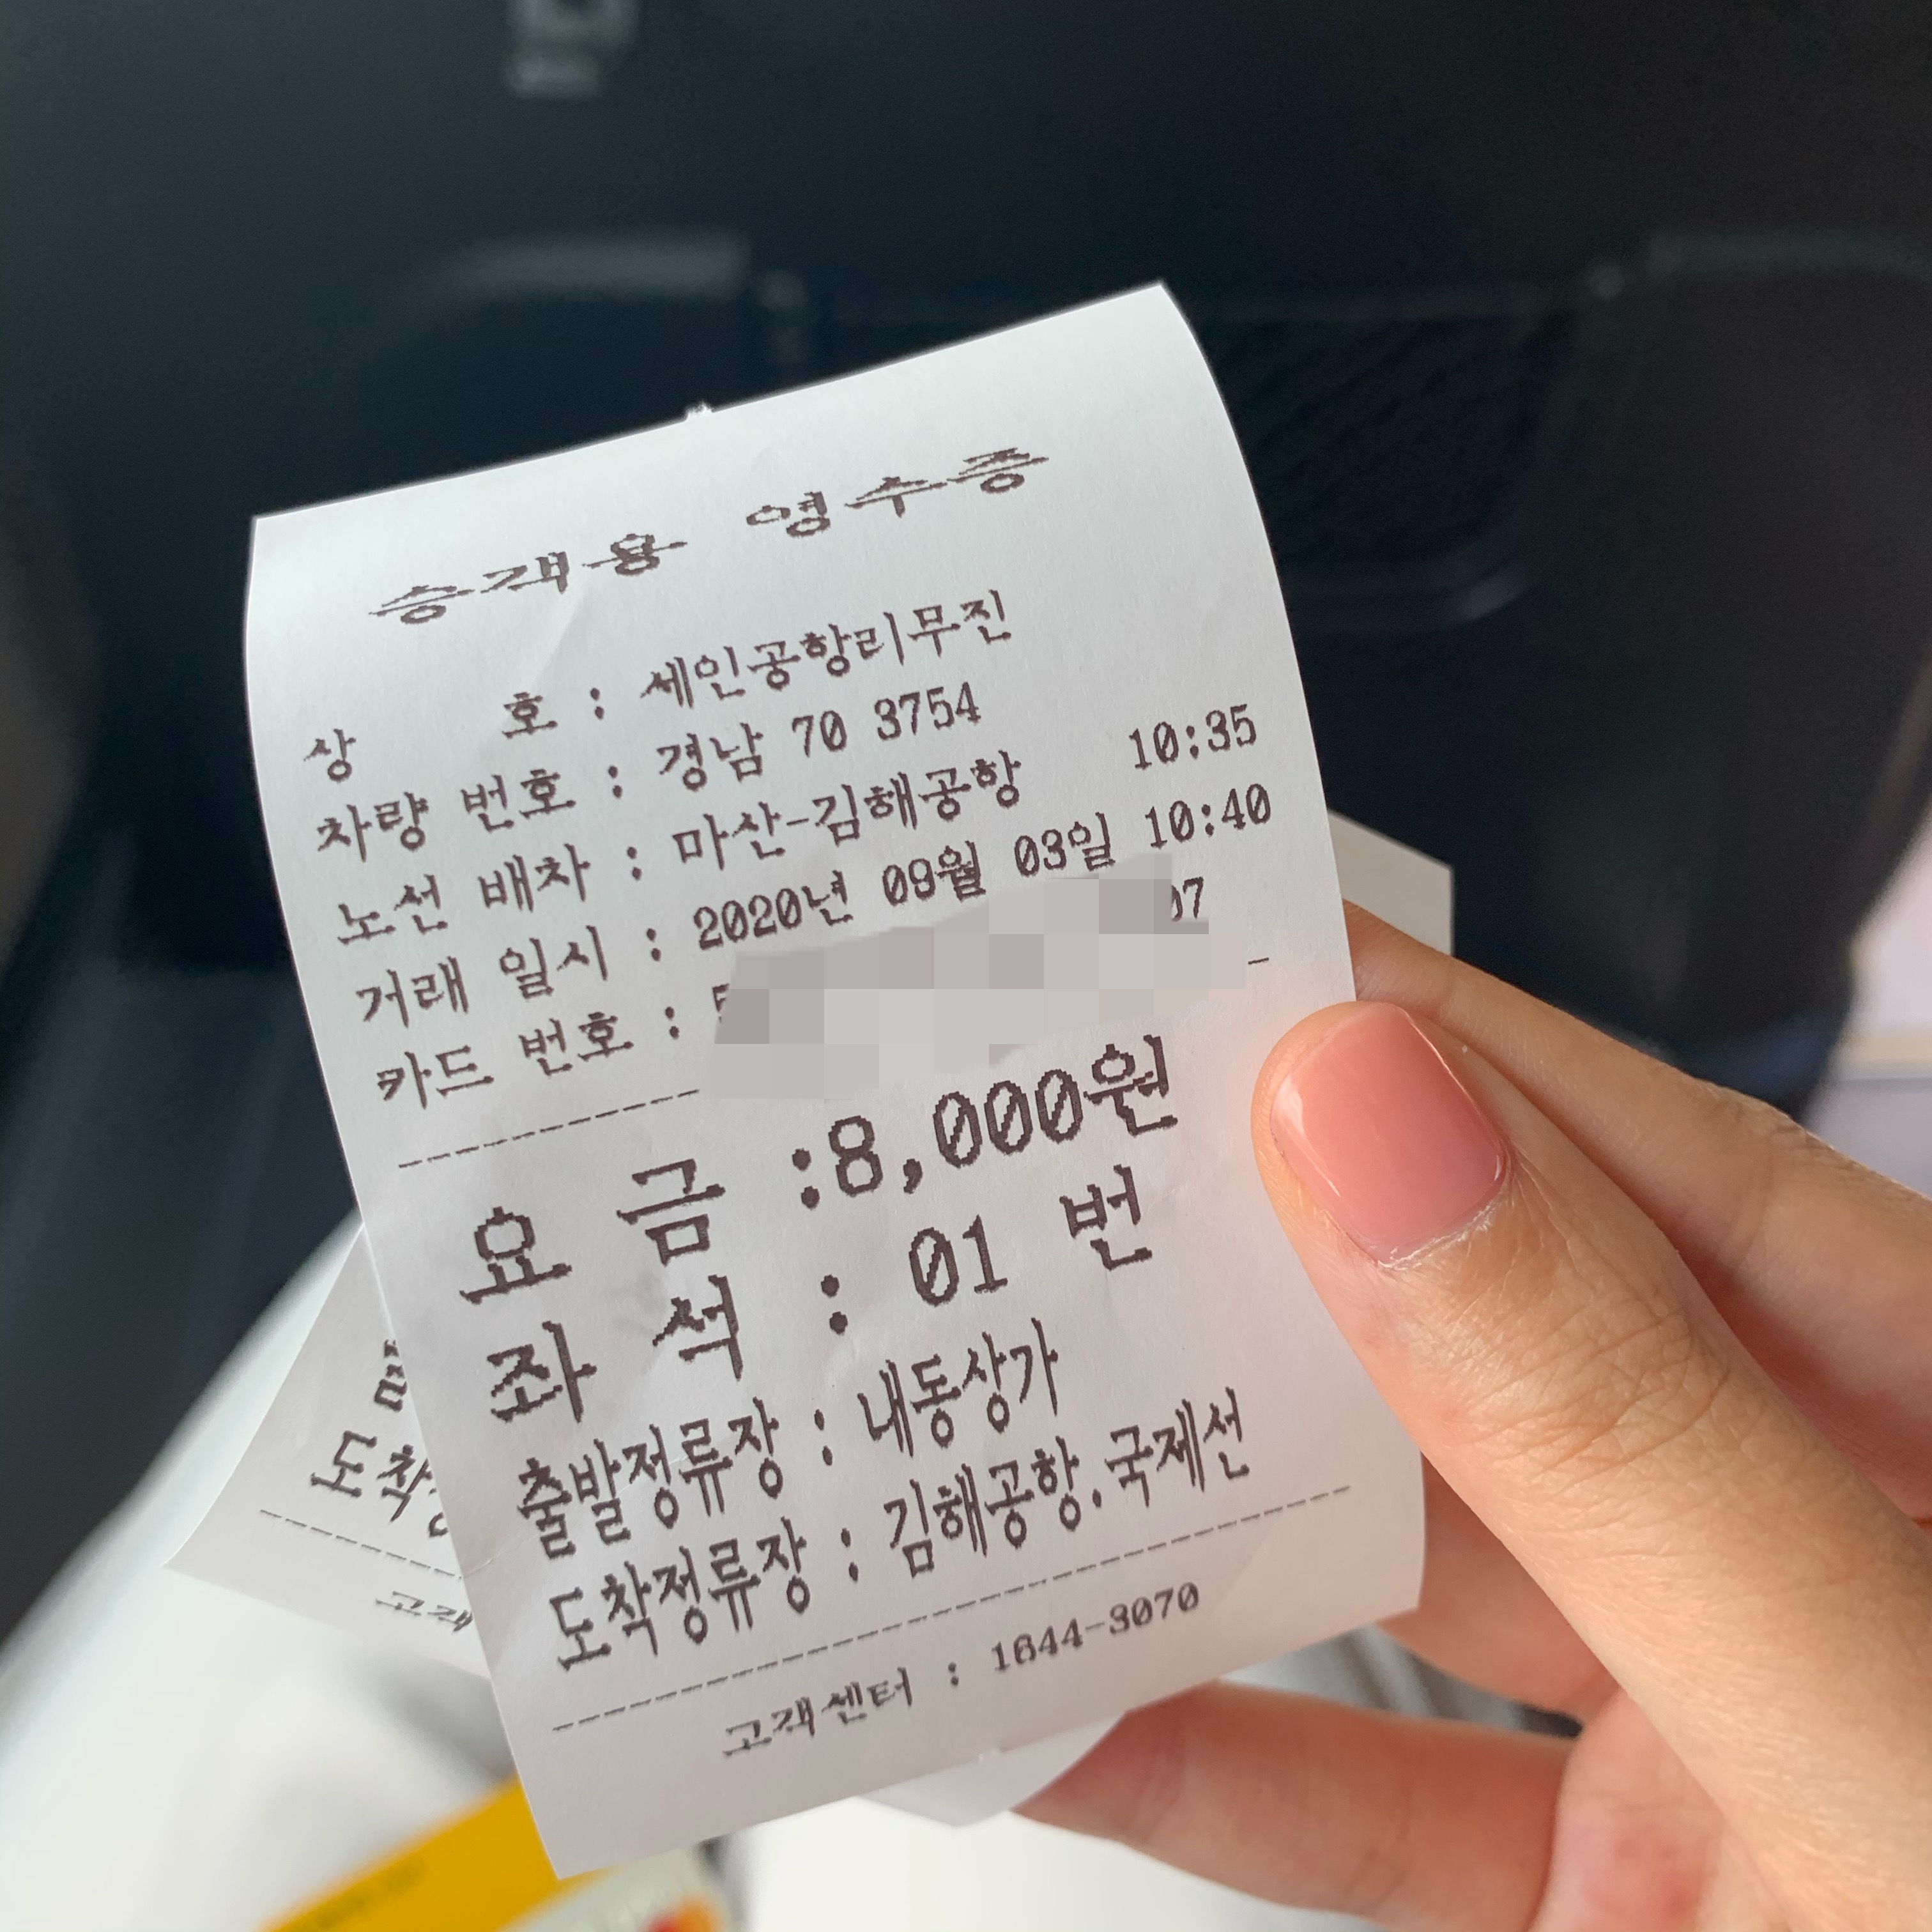 승객용 영수증
상 호 : 세인공항리무진
차량 번호 : 경남 70 3754
노선 배차 : 마산-김해공항 10:35
거래 일시 : 2020년 09월 03일 10:40
카드 번호 : 07
요 금 :8,000원
좌 석 : 01 번
출발정류장 : 내동상가
도착정류장 : 김해공항.국제선
고객센터 : 1644-3070
도착
고객